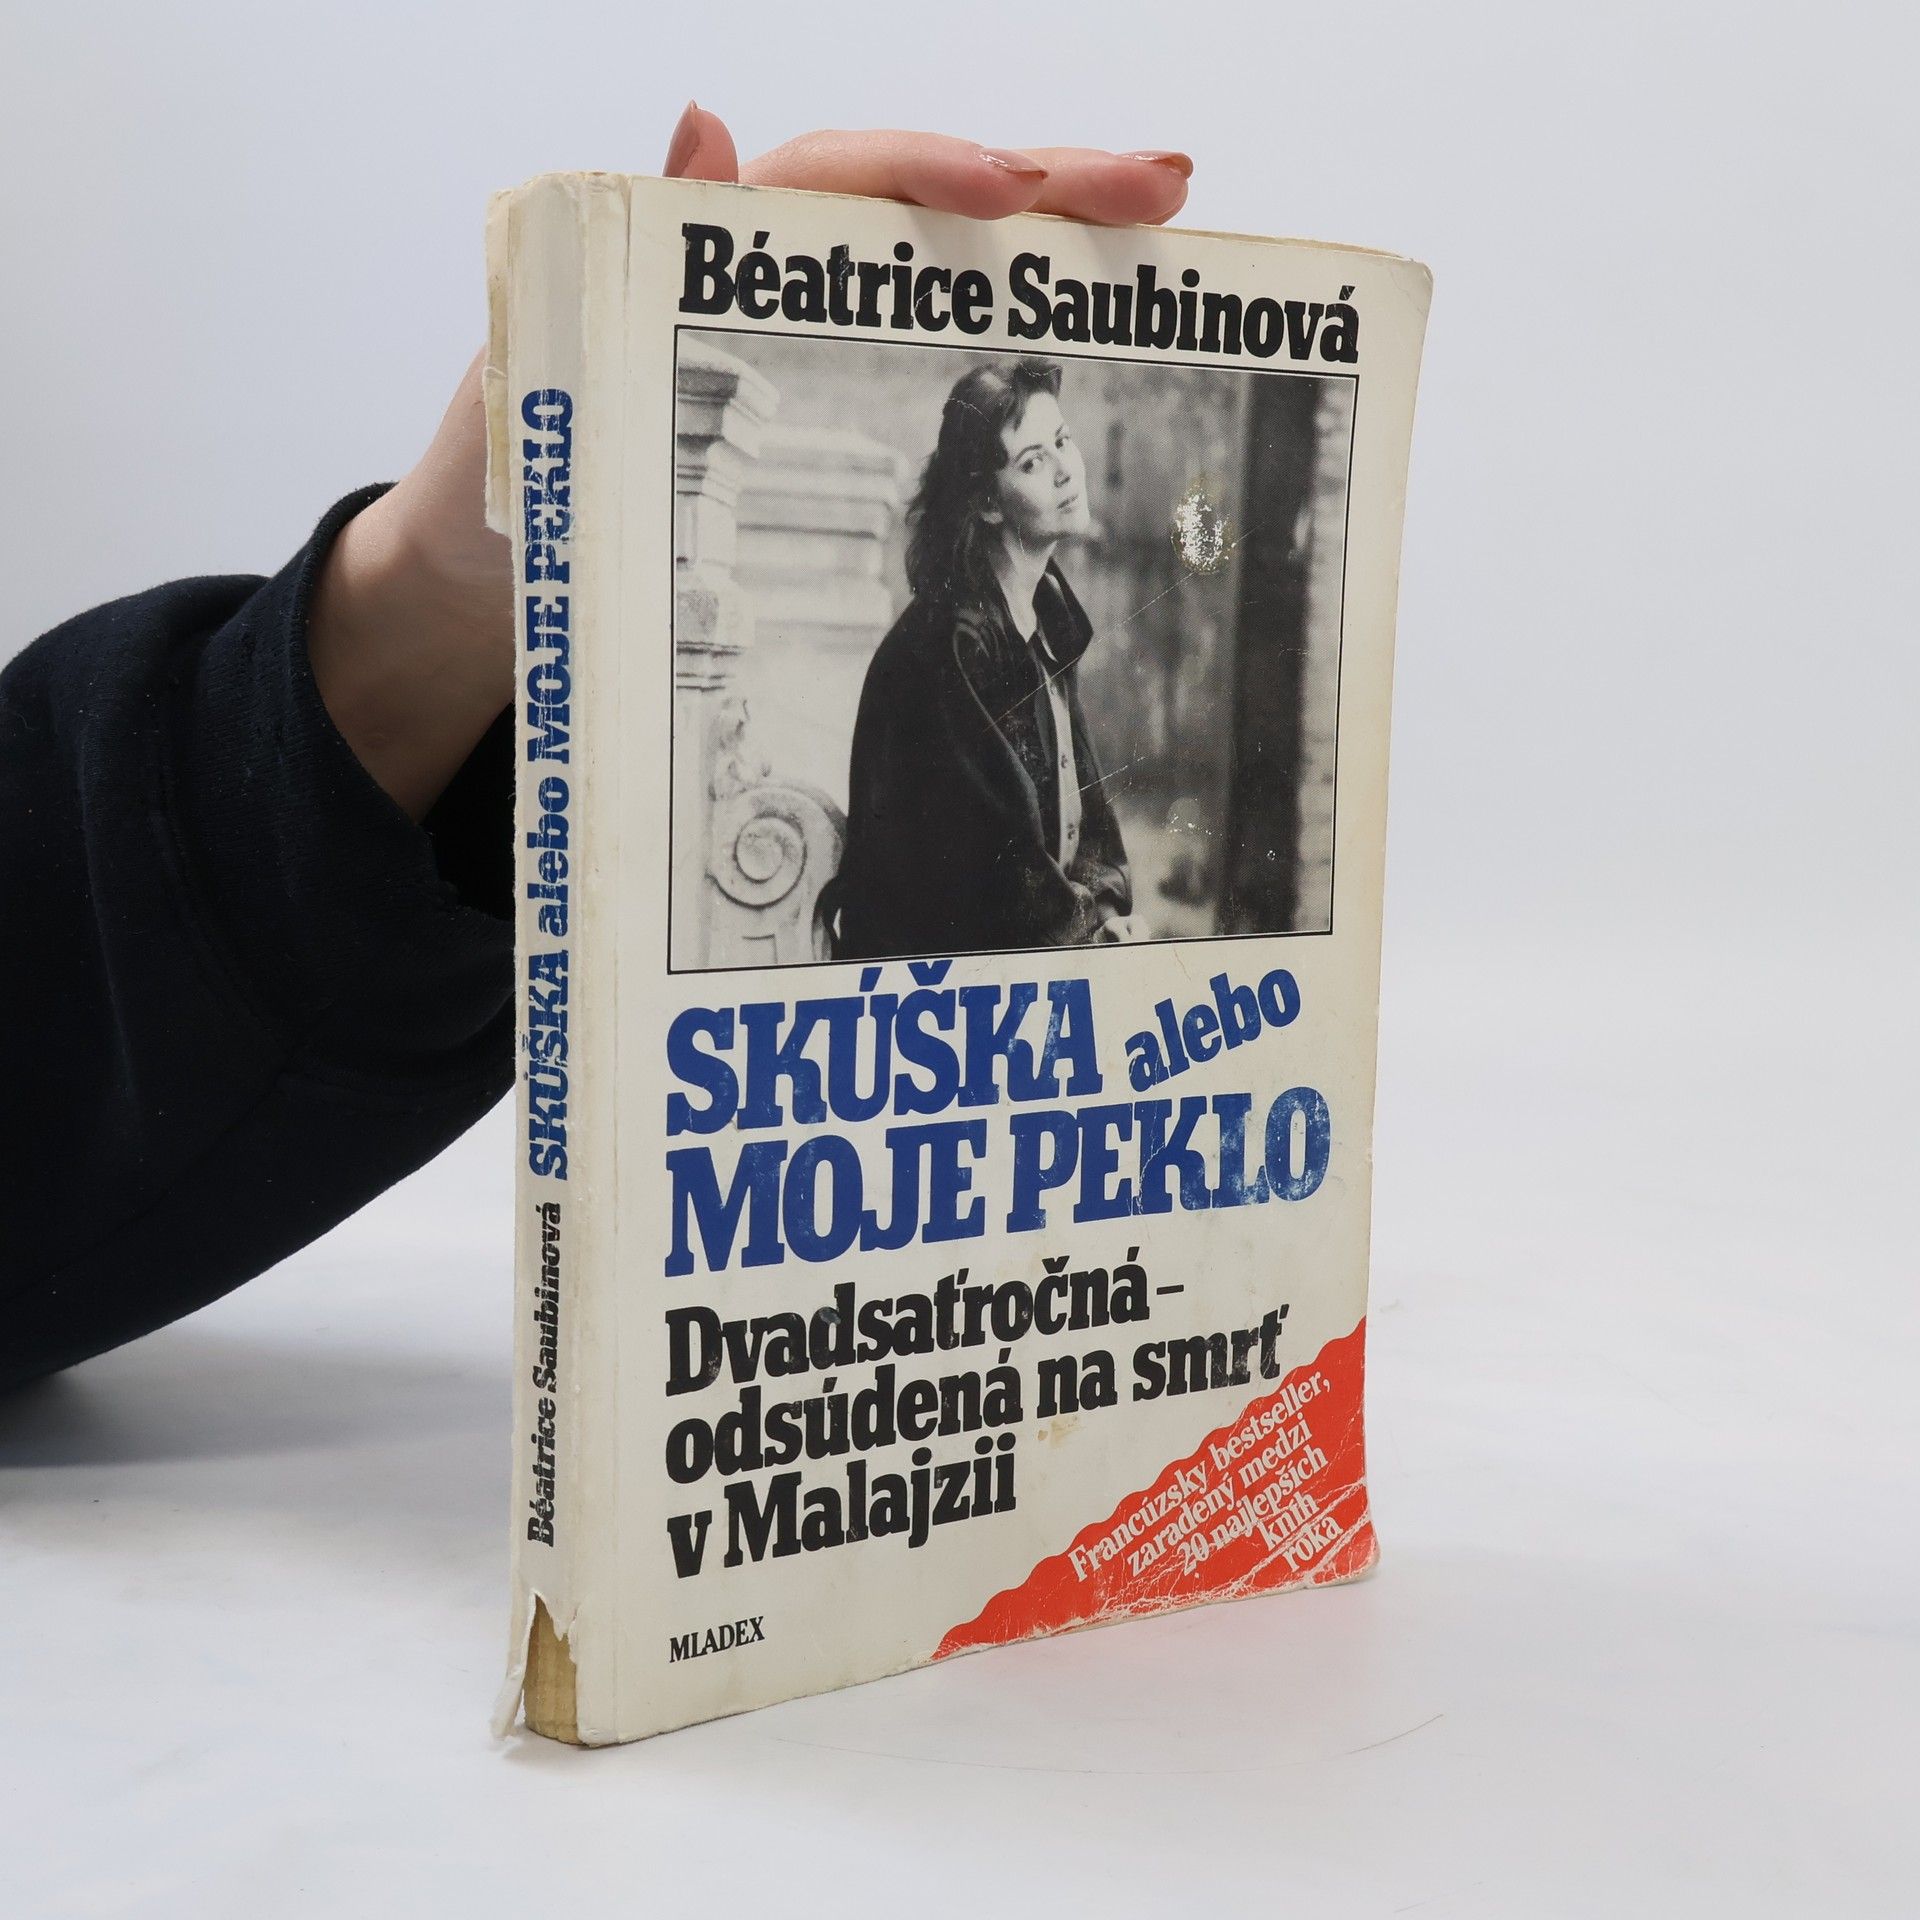 Béatrice Saubinová
SKÚŠKA alebo
MOJE PEKLO
Dvadsaťročná–
odsúdená na smrť
v Malajzii
Francúzsky bestseller,
zaradený medzi
20 najlepších
kníh
roka
MLADEX
Béatrice Saubinová SKÚŠKA alebo MOJE PEKLO